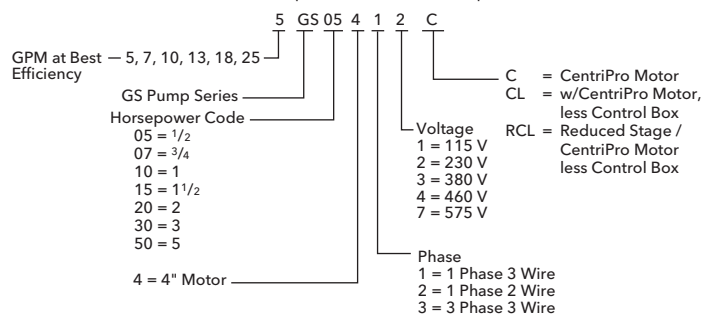 5 GS 05 4 1 2 C
GPM at Best — 5, 7, 10, 13, 18, 25
Efficiency
GS Pump Series
Horsepower Code
05 = 1/2
07 = 3/4
10 = 1
15 = 1 1/2
20 = 2
30 = 3
50 = 5
4 = 4" Motor
C = CentriPro Motor
CL = w/CentriPro Motor,
less Control Box
RCL = Reduced Stage /
CentriPro Motor
less Control Box
Voltage
1 = 115 V
2 = 230 V
3 = 380 V
4 = 460 V
7 = 575 V
Phase
1 = 1 Phase 3 Wire
2 = 1 Phase 2 Wire
3 = 3 Phase 3 Wire